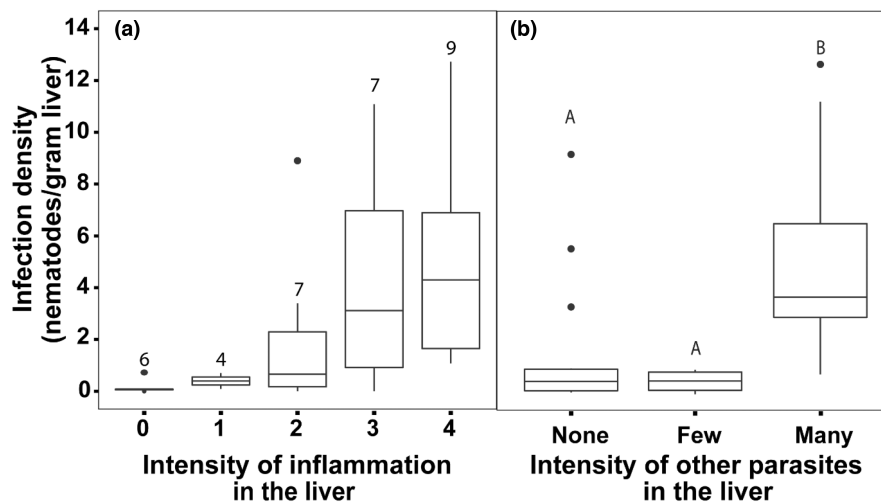 (a)
(b)
Infection density
(nematodes/gram liver)
14
12
10
8
6
4
2
0
6
4
7
7
9
A
A
B
0 1 2 3 4
None Few Many
Intensity of inflammation
in the liver
Intensity of other parasites
in the liver